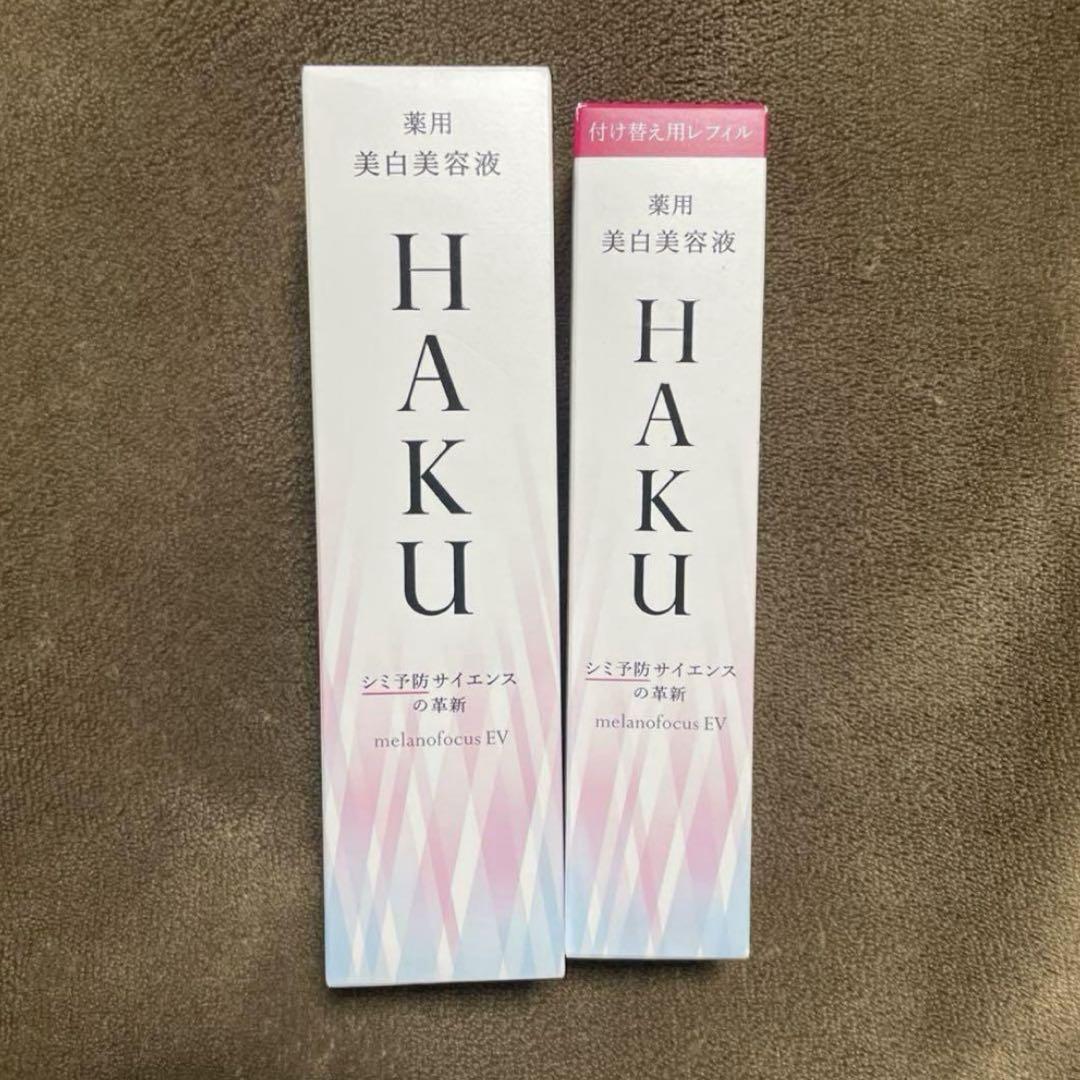 薬用
美白美容液
HAKU
シミ予防サイエンス
の革新
melanofocus EV
付け替え用レフィル
薬用
美白美容液
HAKU
シミ予防サイエンス
の革新
melanofocus EV